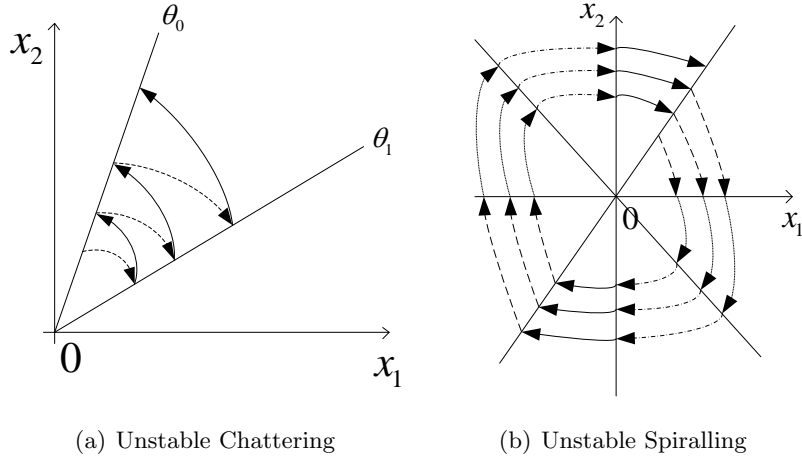 x₂
θ₀
θ₁
0
x₁
x₂
0
x₁
(a) Unstable Chattering
(b) Unstable Spiralling